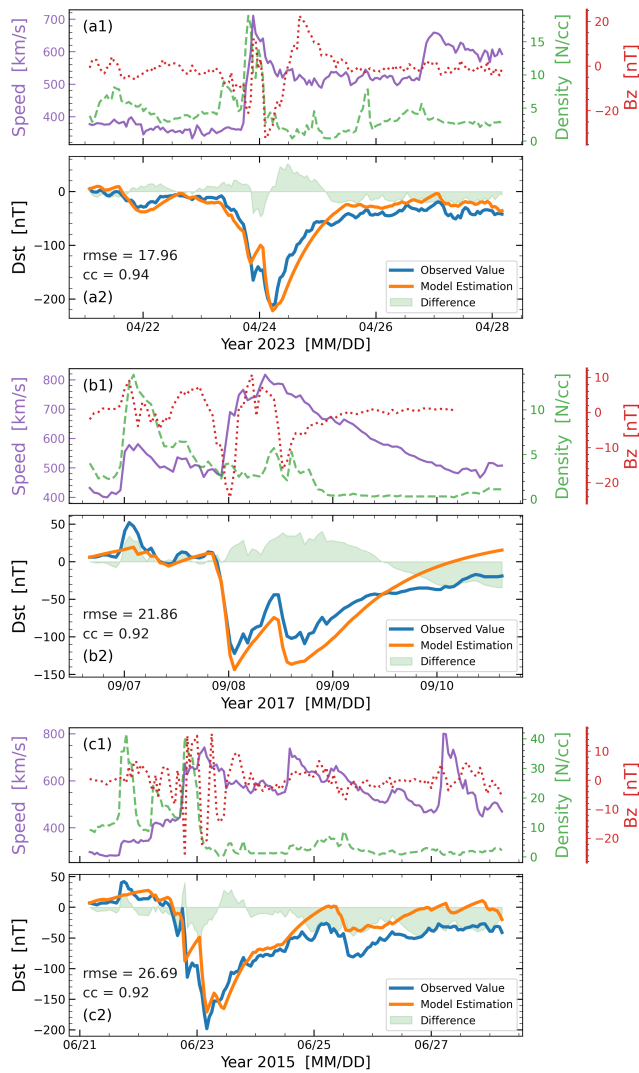 (a1)
Speed [km/s]
700
600
500
400
Density [N/cc]
15
10
5
0
Bz [nT]
20
0
−20
(a2)
Dst [nT]
0
−100
−200
rmse = 17.96
cc = 0.94
Observed Value
Model Estimation
Difference
04/22
04/24
04/26
04/28
Year 2023 [MM/DD]
(b1)
Speed [km/s]
800
700
600
500
400
Density [N/cc]
10
5
0
Bz [nT]
10
0
−10
−20
(b2)
Dst [nT]
50
0
−50
−100
−150
rmse = 21.86
cc = 0.92
Observed Value
Model Estimation
Difference
09/07
09/08
09/09
09/10
Year 2017 [MM/DD]
(c1)
Speed [km/s]
800
600
400
Density [N/cc]
40
30
20
10
0
Bz [nT]
10
0
−10
−20
(c2)
Dst [nT]
50
0
−50
−100
−150
−200
rmse = 26.69
cc = 0.92
Observed Value
Model Estimation
Difference
06/21
06/23
06/25
06/27
Year 2015 [MM/DD]